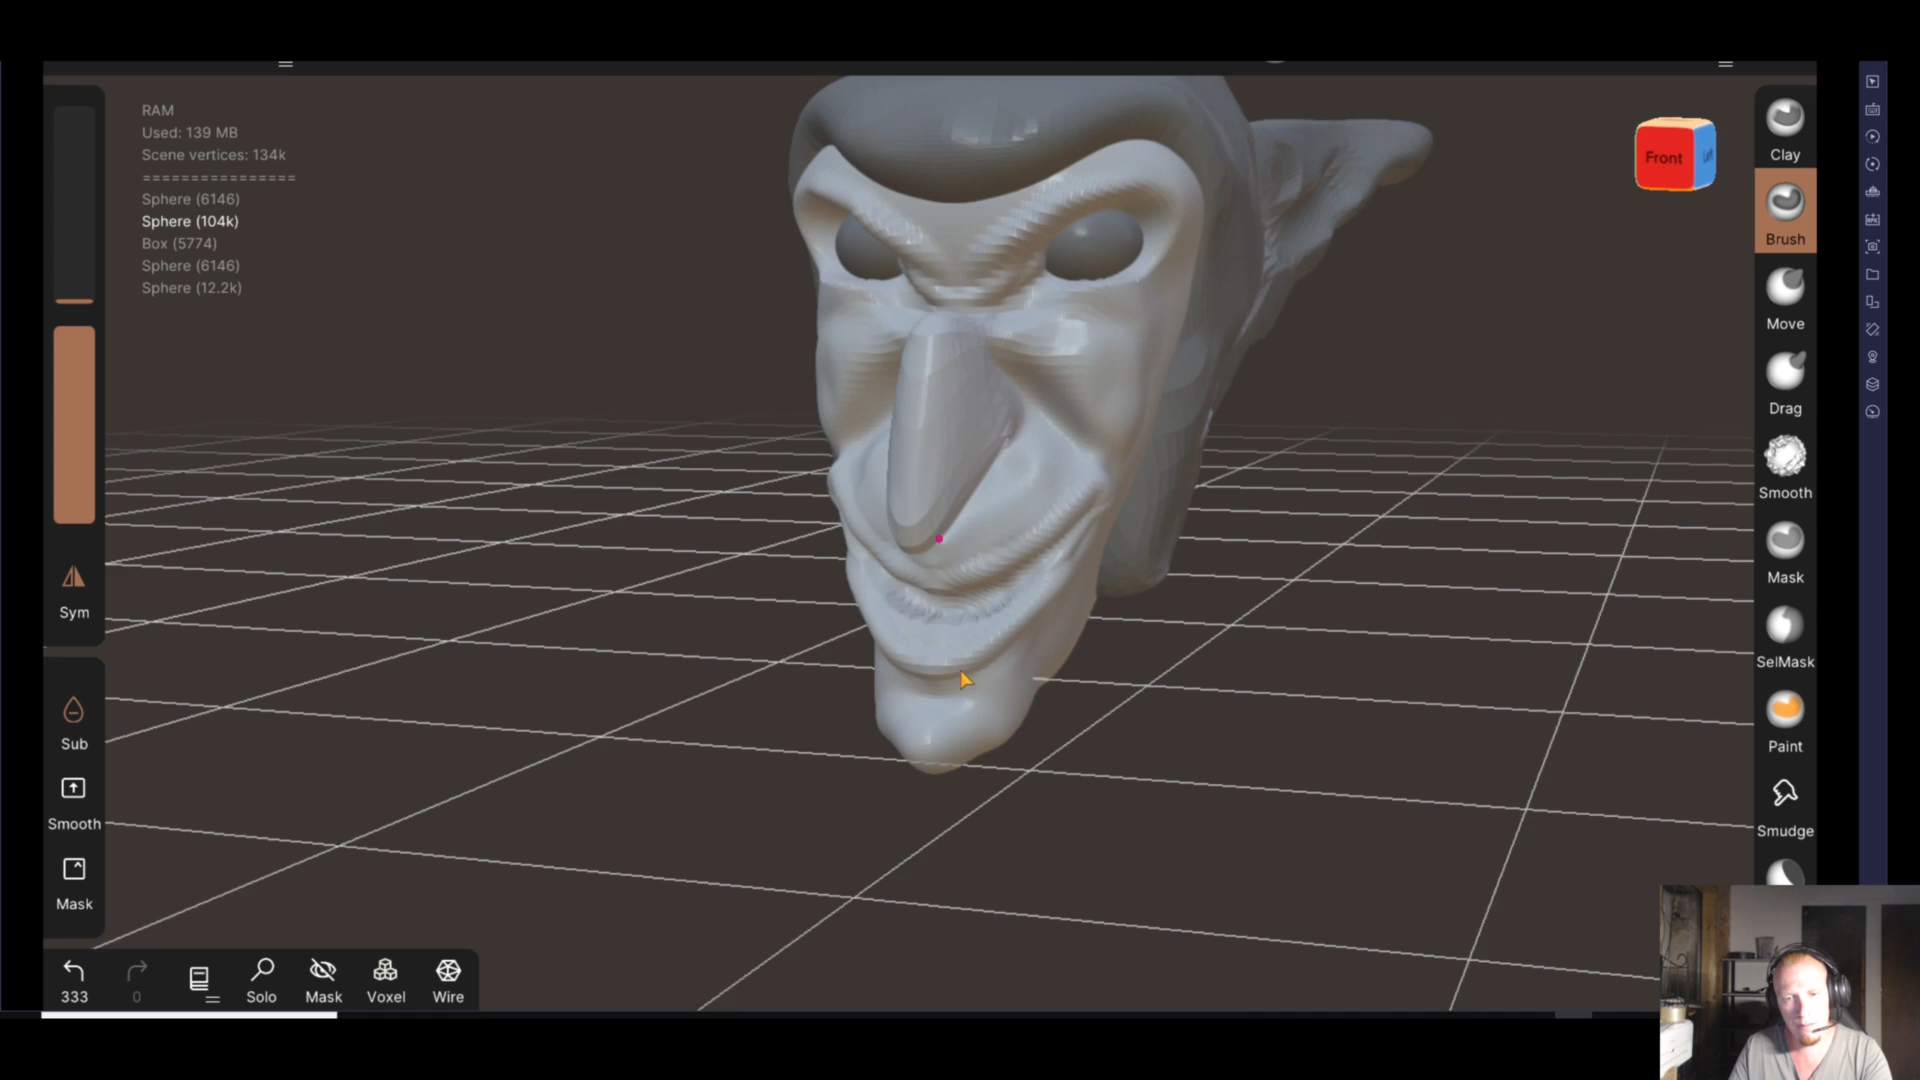 RAM
Used: 139 MB
Scene vertices: 134k
================
Sphere (6146)
Sphere (104k)
Box (5774)
Sphere (6146)
Sphere (12.2k)
Sym
Sub
Smooth
Mask
333
0
Solo
Mask
Voxel
Wire
Front
Left
Clay
Brush
Move
Drag
Smooth
Mask
SelMask
Paint
Smudge